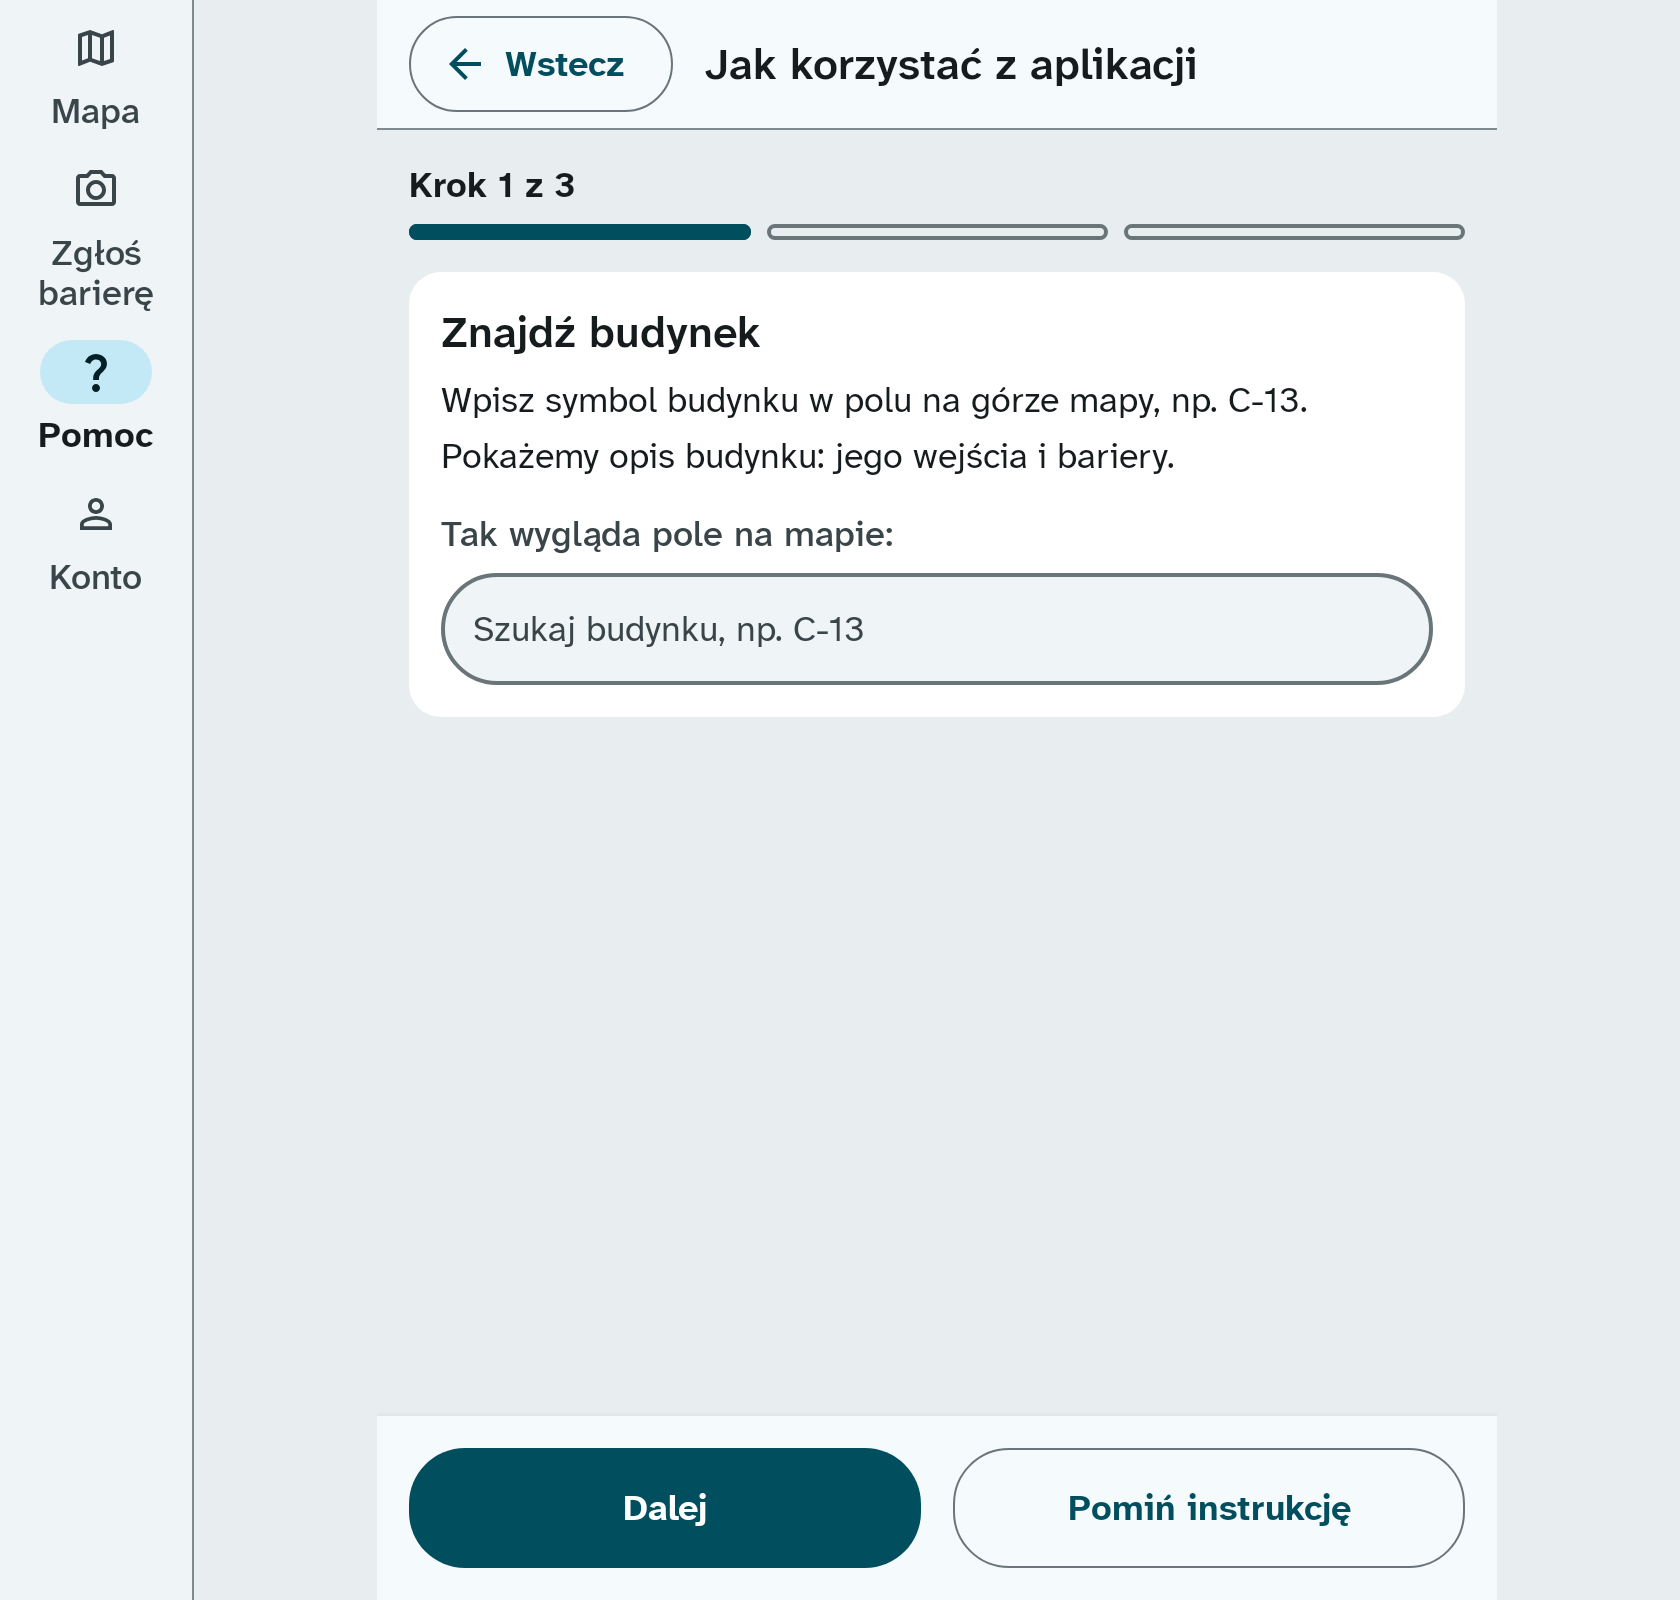 Mapa
Zgłoś
barierę
?
Pomoc
Konto
Wstecz
Jak korzystać z aplikacji
Krok 1 z 3
Znajdź budynek
Wpisz symbol budynku w polu na górze mapy, np. C-13.
Pokażemy opis budynku: jego wejścia i bariery.
Tak wygląda pole na mapie:
Szukaj budynku, np. C-13
Dalej
Pomiń instrukcję